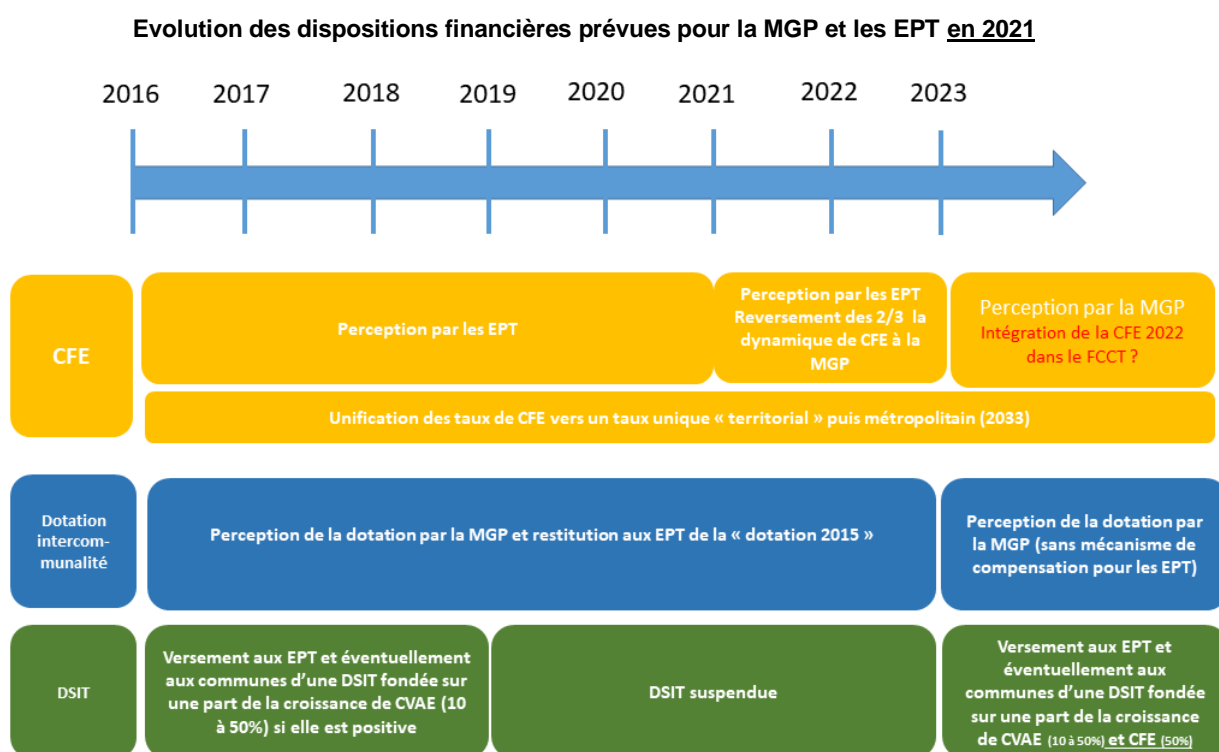 Evolution des dispositions financières prévues pour la MGP et les EPT en 2021
2016 2017 2018 2019 2020 2021 2022 2023
CFE
Perception par les EPT
Perception par les EPT
Reversement des 2/3 la
dynamique de CFE à la
MGP
Perception par la MGP
Intégration de la CFE 2022
dans le FCCT ?
Unification des taux de CFE vers un taux unique « territorial » puis métropolitain (2033)
Dotation
intercom-
munalité
Perception de la dotation par la MGP et restitution aux EPT de la « dotation 2015 »
Perception de la dotation par
la MGP (sans mécanisme de
compensation pour les EPT)
DSIT
Versement aux EPT et éventuellement
aux communes d’une DSIT fondée sur
une part de la croissance de CVAE (10
à 50%) si elle est positive
DSIT suspendue
Versement aux EPT et
éventuellement aux
communes d’une DSIT fondée
sur une part de la croissance
de CVAE (10 à 50%) et CFE (50%)